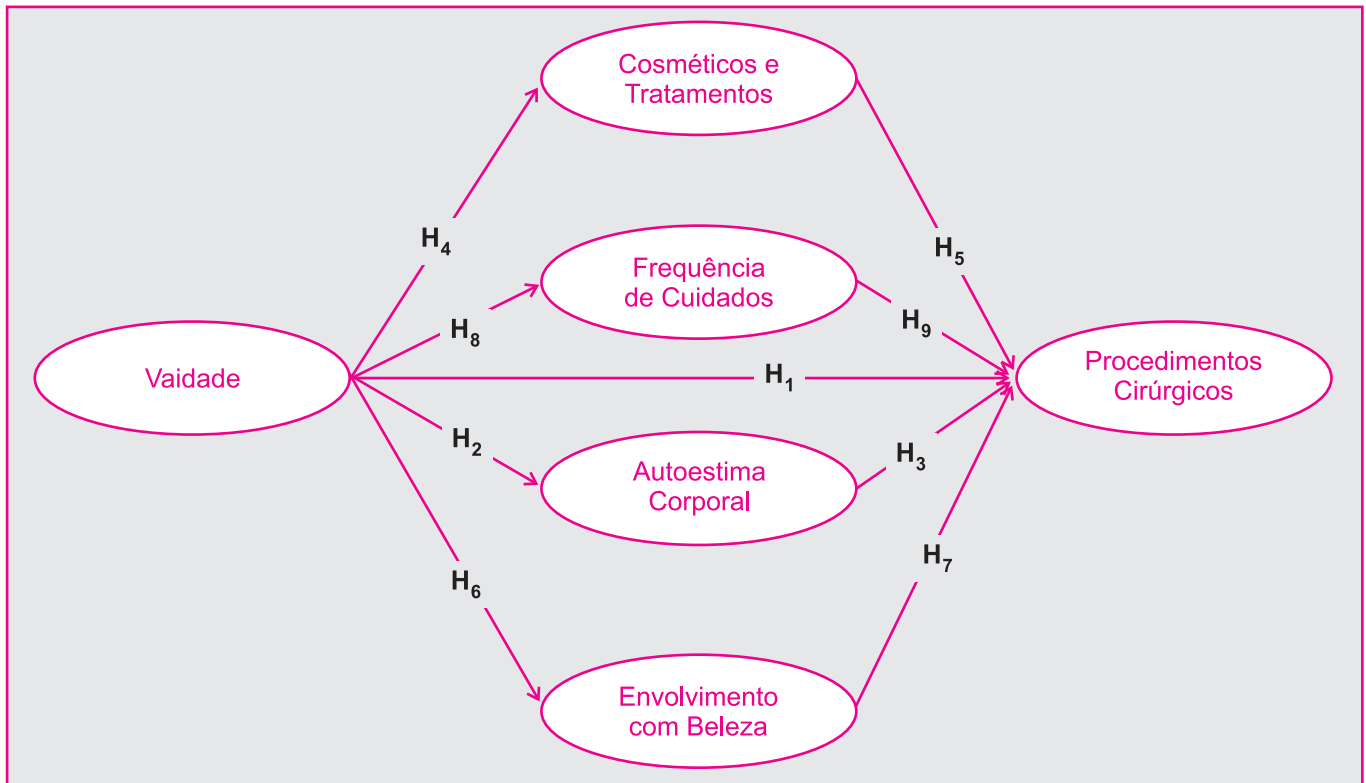 Cosméticos e
Tratamentos
H₄
H₅
Frequência
de Cuidados
H₈
H₉
Vaidade
H₁
Procedimentos
Cirúrgicos
H₂
Autoestima
Corporal
H₃
H₆
H₇
Envolvimento
com Beleza